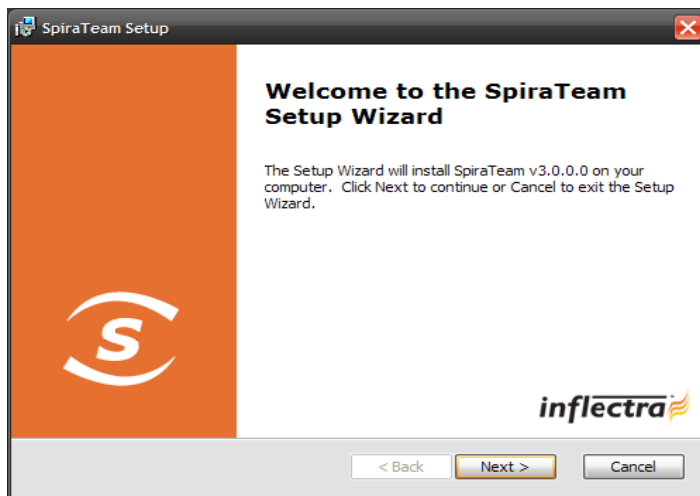 SpiraTeam Setup
Welcome to the SpiraTeam
Setup Wizard
The Setup Wizard will install SpiraTeam v3.0.0.0 on your
computer. Click Next to continue or Cancel to exit the Setup
Wizard.
S
inflectra
< Back
Next >
Cancel